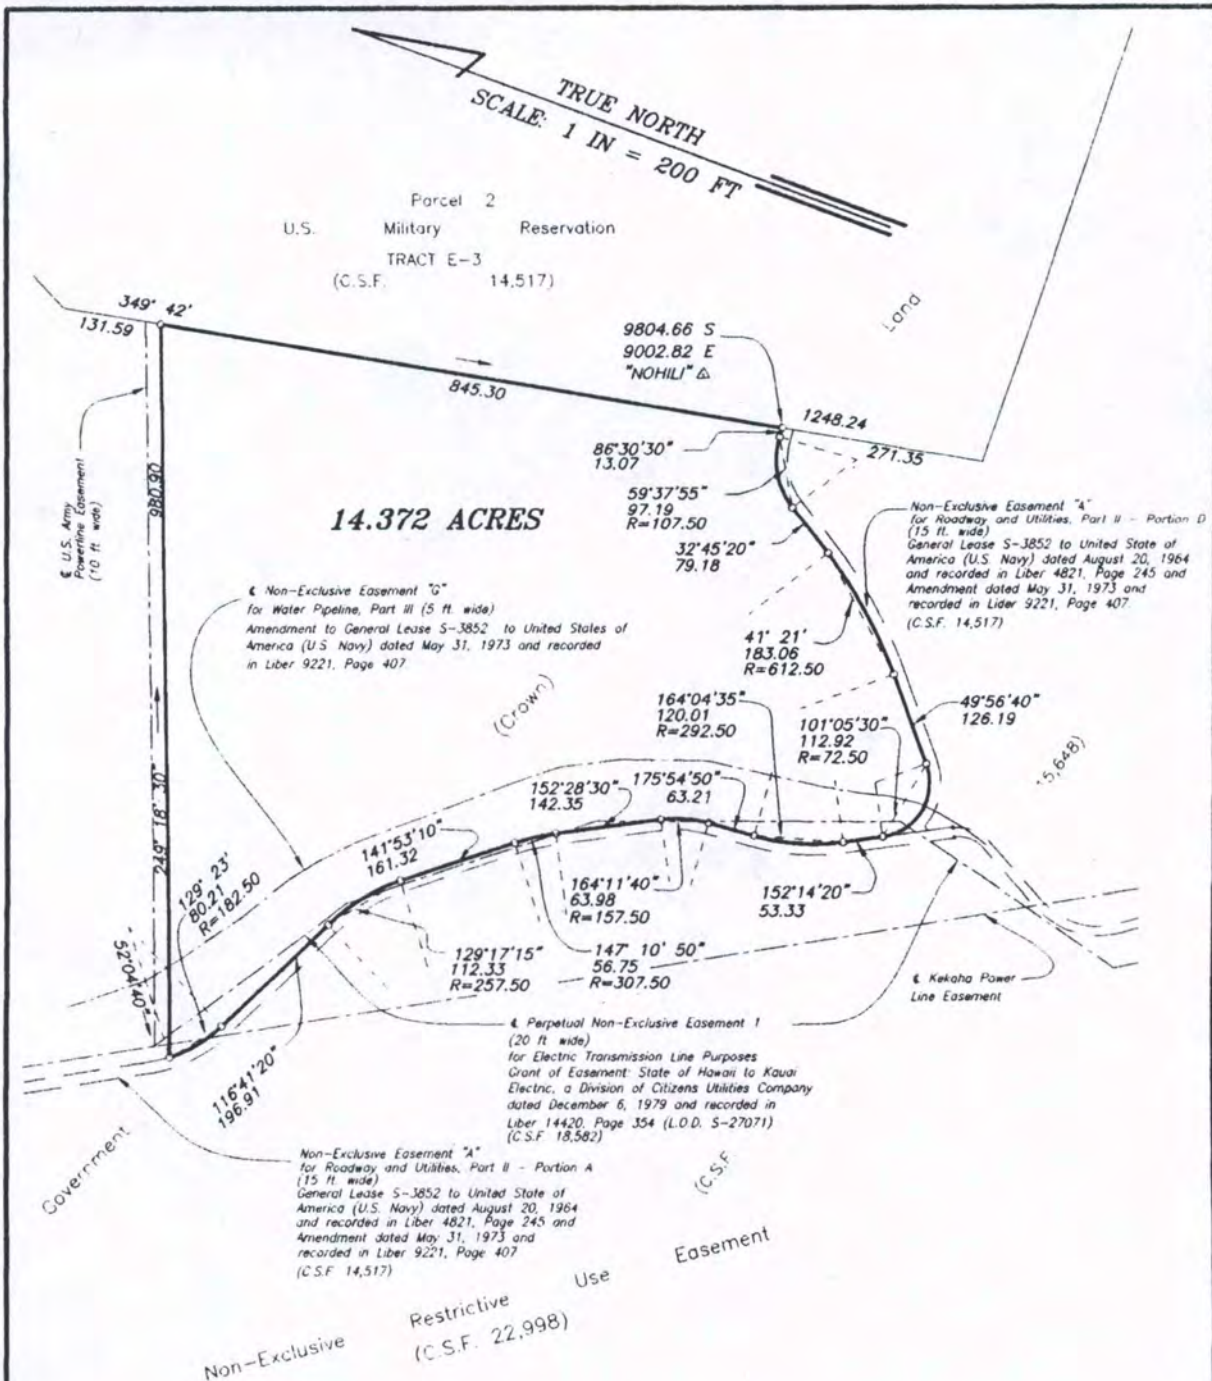 TRUE NORTH
SCALE: 1 IN = 200 FT
Parcel 2
U.S. Military Reservation
TRACT E-3
(C.S.F. 14,517)
Land
349° 42'
131.59
845.30
9804.66 S
9002.82 E
"NOHILI"
1248.24
271.35
86°30'30"
13.07
59°37'55"
97.19
R=107.50
32°45'20"
79.18
℄ U.S. Army
Powerline Easement
(10 ft. wide)
980.90
249° 18' 30"
14.372 ACRES
Non-Exclusive Easement "A"
for Roadway and Utilities, Part II - Portion D
(15 ft. wide)
General Lease S-3852 to United State of
America (U.S. Navy) dated August 20, 1964
and recorded in Liber 4821, Page 245 and
Amendment dated May 31, 1973 and
recorded in Lider 9221, Page 407.
(C.S.F. 14,517)
℄ Non-Exclusive Easement "G"
for Water Pipeline, Part III (5 ft. wide)
Amendment to General Lease S-3852 to United States of
America (U.S. Navy) dated May 31, 1973 and recorded
in Liber 9221, Page 407
41° 21'
183.06
R=612.50
(Crown)
164°04'35"
120.01
R=292.50
49°56'40"
126.19
101°05'30"
112.92
R=72.50
15,648)
152°28'30"
142.35
175°54'50"
63.21
141°53'10"
161.32
129° 23'
80.21
R=182.50
164°11'40"
63.98
R=157.50
152°14'20"
53.33
52°04'40"
129°17'15"
112.33
R=257.50
147° 10' 50"
56.75
R=307.50
℄ Kekaha Power
Line Easement
116°41'20"
196.91
℄ Perpetual Non-Exclusive Easement 1
(20 ft wide)
for Electric Transmission Line Purposes
Grant of Easement: State of Hawaii to Kauai
Electric, a Division of Citizens Utilities Company
dated December 6, 1979 and recorded in
Liber 14420, Page 354 (L.O.D. S-27071)
(C.S.F. 18,582)
Government
Non-Exclusive Easement "A"
for Roadway and Utilities, Part II - Portion A
(15 ft. wide)
General Lease S-3852 to United State of
America (U.S. Navy) dated August 20, 1964
and recorded in Liber 4821, Page 245 and
Amendment dated May 31, 1973 and
recorded in Liber 9221, Page 407
(C.S.F 14,517)
(C.S.F.
Non-Exclusive Restrictive Use Easement
(C.S.F. 22,998)